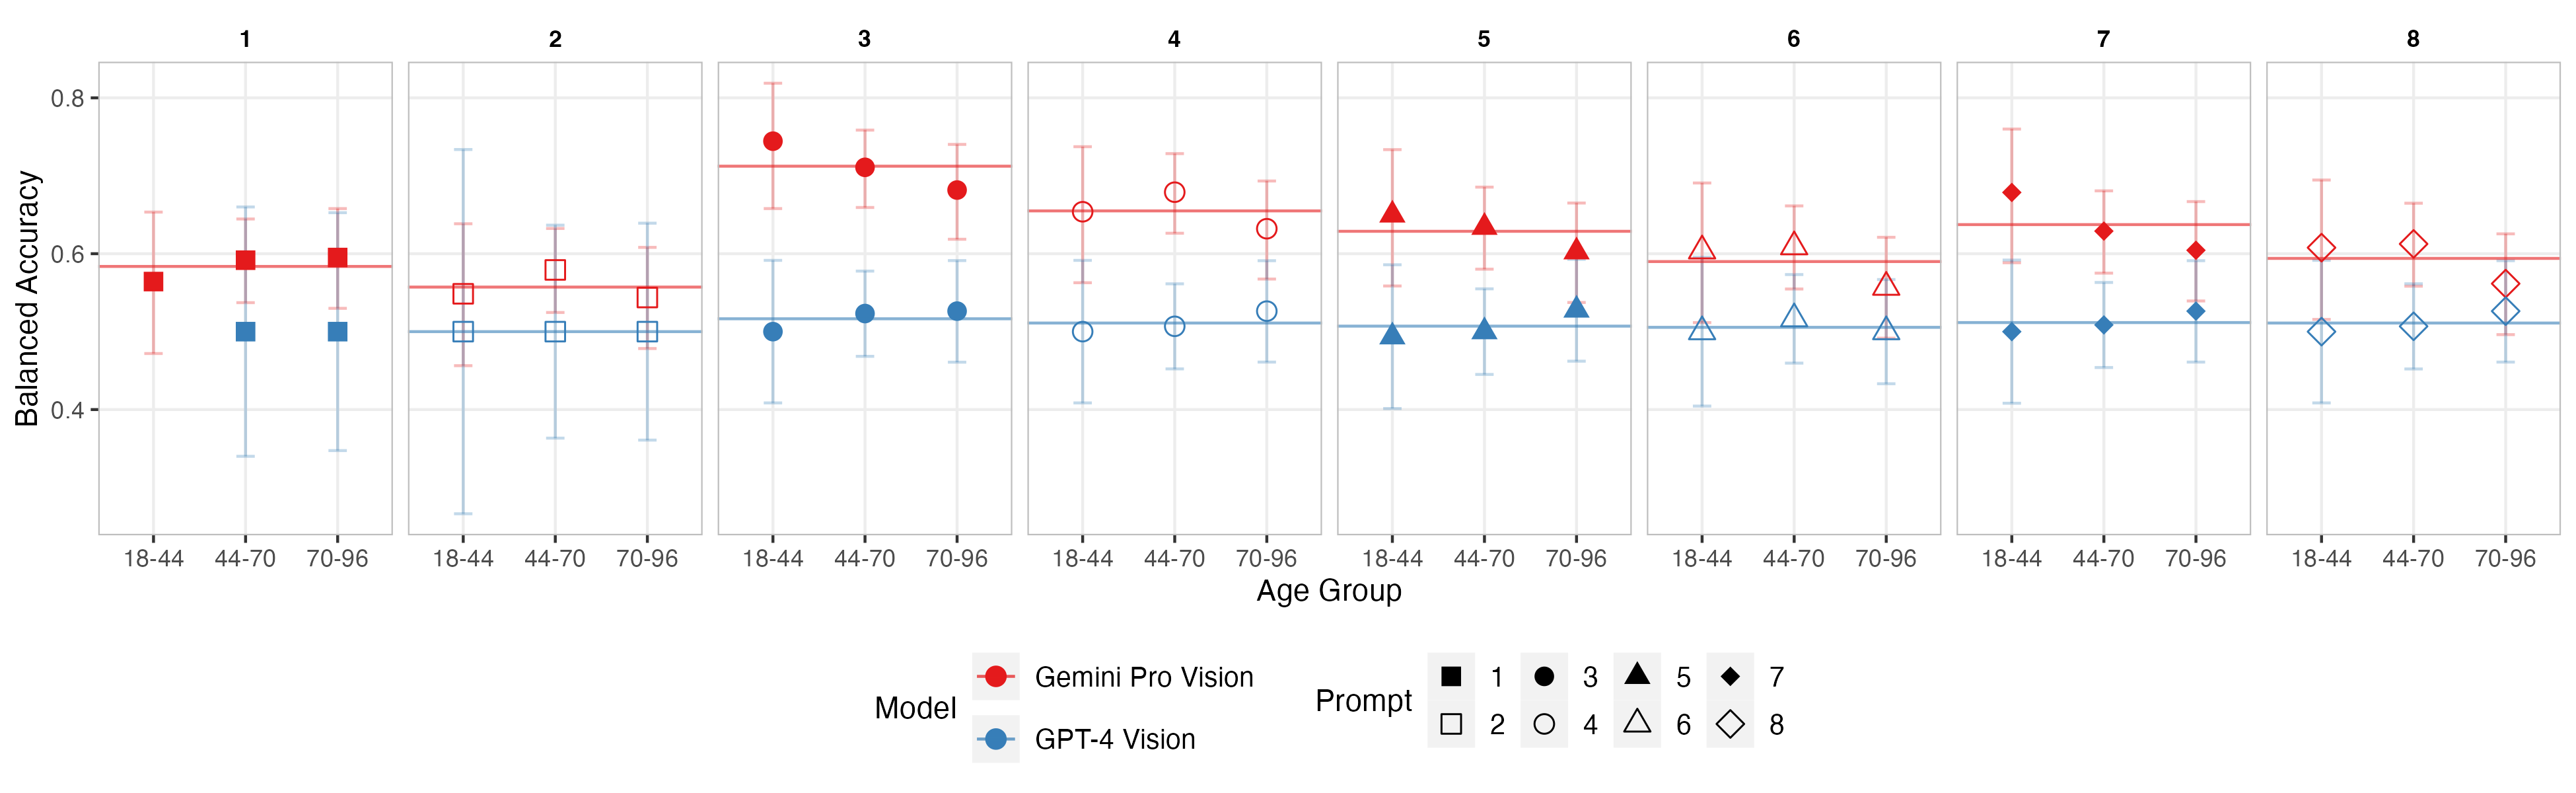 1 2 3 4 5 6 7 8
0.8
0.6
0.4
Balanced Accuracy
18-44 44-70 70-96 18-44 44-70 70-96 18-44 44-70 70-96 18-44 44-70 70-96 18-44 44-70 70-96 18-44 44-70 70-96 18-44 44-70 70-96 18-44 44-70 70-96
Age Group
Model
Gemini Pro Vision
GPT-4 Vision
Prompt
1 3 5 7
2 4 6 8